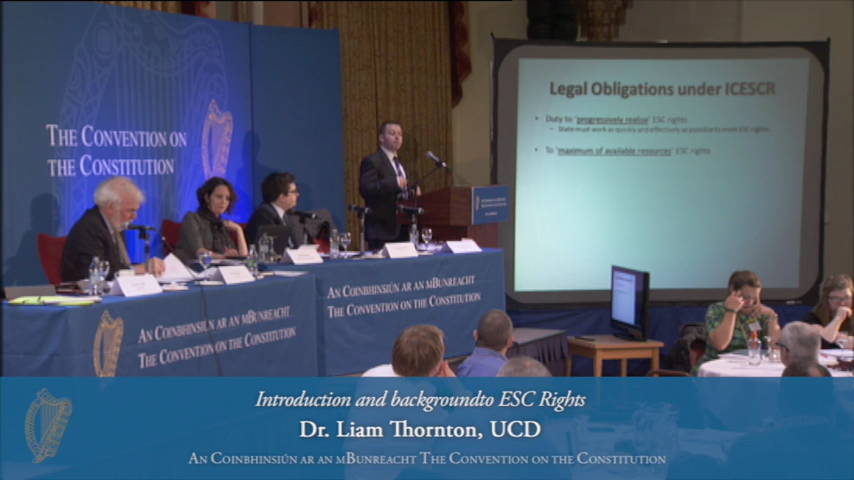 THE CONVENTION ON
THE CONSTITUTION
Legal Obligations under ICESCR
• Duty to 'progressively realise' ESC rights
– State must work as quickly and effectively as possible to meet ESC rights.
• To 'maximum of available resources' ESC rights
AN COINBHINSIÚN AR AN MBUNREACHT
THE CONVENTION ON THE CONSTITUTION
AN COINBHINSIÚN AR AN MBUNREACHT
THE CONVENTION ON THE CONSTITUTION
Introduction and backgroundto ESC Rights
Dr. Liam Thornton, UCD
AN COINBHINSIÚN AR AN MBUNREACHT THE CONVENTION ON THE CONSTITUTION